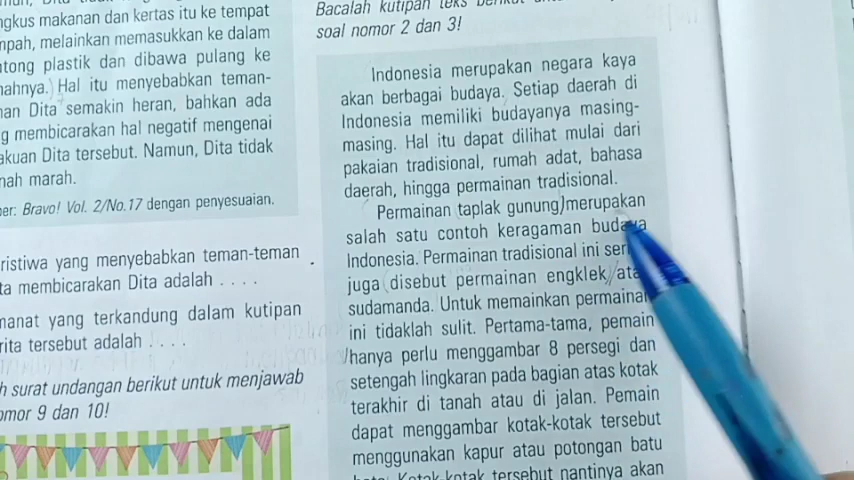 ngkus makanan dan kertas itu ke tempat
melainkan memasukkan ke dalam
plastik dan dibawa pulang ke
Hal itu menyebabkan teman-
Dita semakin heran, bahkan ada
membicarakan hal negatif mengenai
akuan Dita tersebut. Namun, Dita tidak
nah marah.
Bravo! Vol. 2/No.17 dengan penyesuaian.
ristiwa yang menyebabkan teman-teman
ta membicarakan Dita adalah . . . .
manat yang terkandung dalam kutipan
rita tersebut adalah . . . .
h surat undangan berikut untuk menjawab
omor 9 dan 10!
Bacalah kutipan teks
soal nomor 2 dan 3!
Indonesia merupakan negara kaya
akan berbagai budaya. Setiap daerah di
Indonesia memiliki budayanya masing-
masing. Hal itu dapat dilihat mulai dari
pakaian tradisional, rumah adat, bahasa
daerah, hingga permainan tradisional.
Permainan taplak gunung merupakan
salah satu contoh keragaman budaya
Indonesia. Permainan tradisional ini
juga disebut permainan engklek
sudamanda. Untuk memainkan permainan
ini tidaklah sulit. Pertama-tama, pemain
hanya perlu menggambar 8 persegi dan
setengah lingkaran pada bagian atas kotak
terakhir di tanah atau di jalan. Pemain
dapat menggambar kotak-kotak tersebut
menggunakan kapur atau potongan batu
Kotak-kotak tersebut nantinya akan